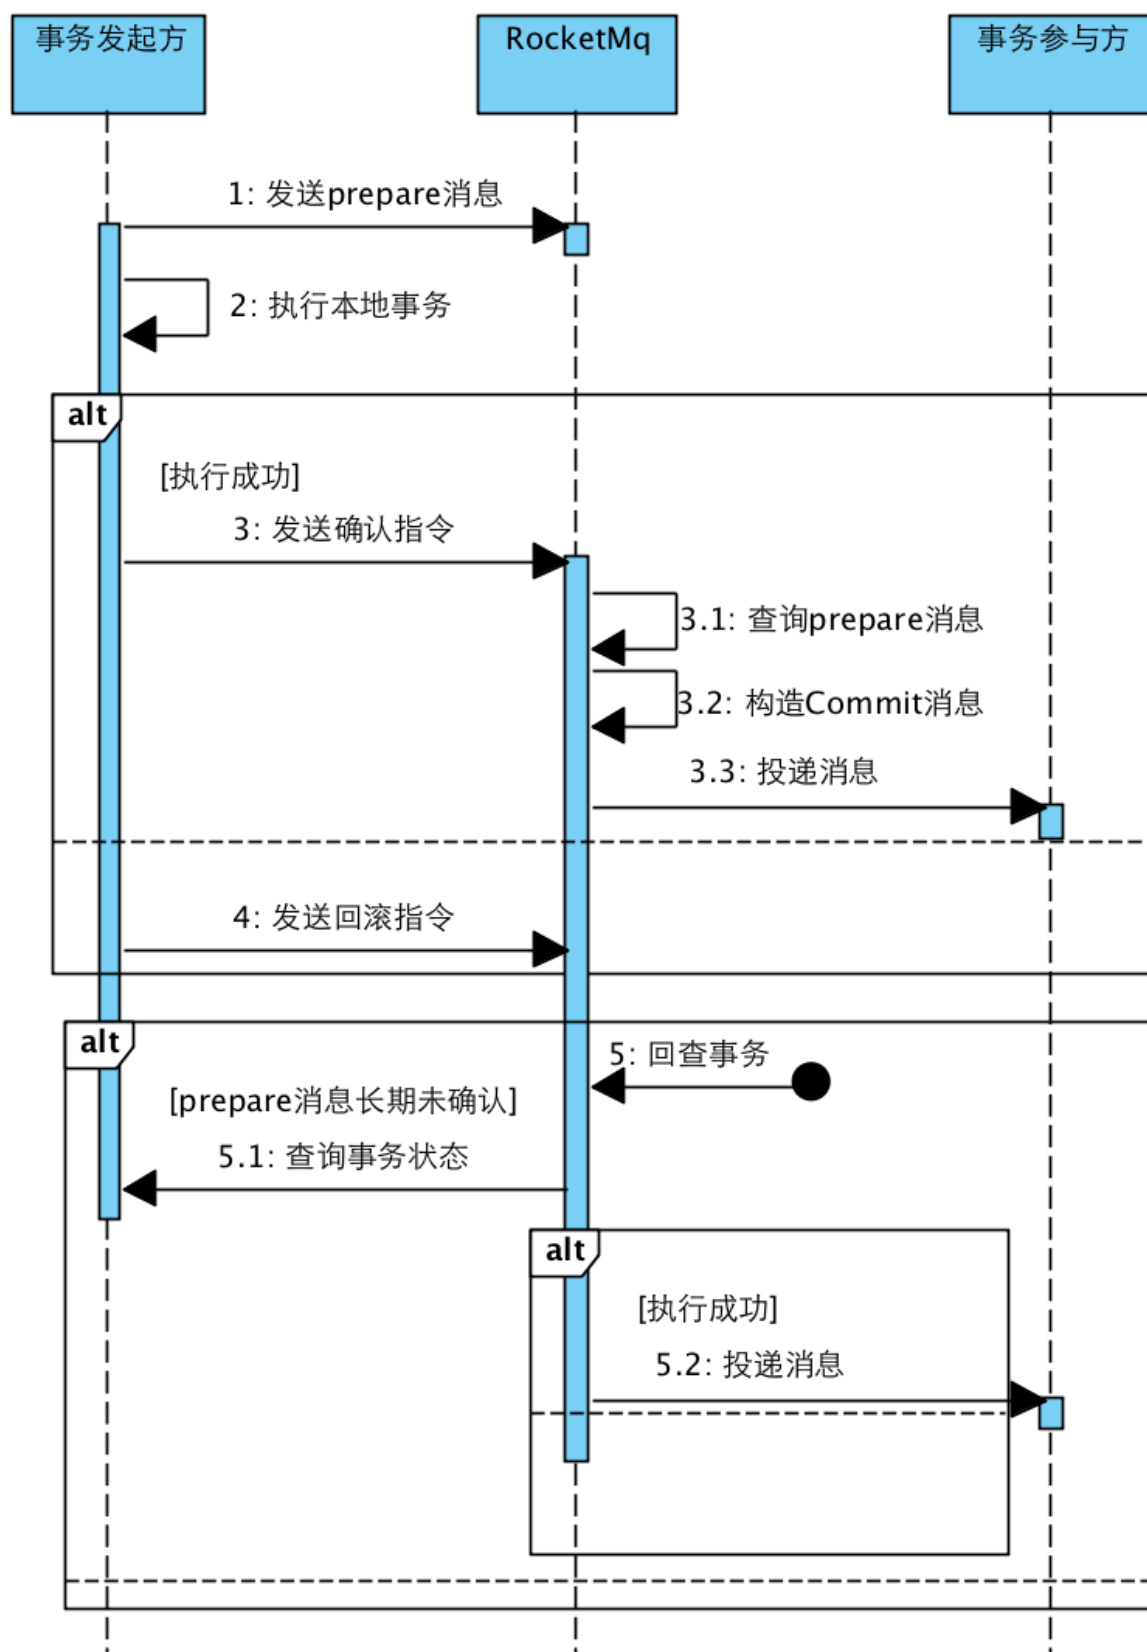 事务发起方
RocketMq
事务参与方
1: 发送prepare消息
2: 执行本地事务
alt
[执行成功]
3: 发送确认指令
3.1: 查询prepare消息
3.2: 构造Commit消息
3.3: 投递消息
4: 发送回滚指令
alt
5: 回查事务
[prepare消息长期未确认]
5.1: 查询事务状态
alt
[执行成功]
5.2: 投递消息